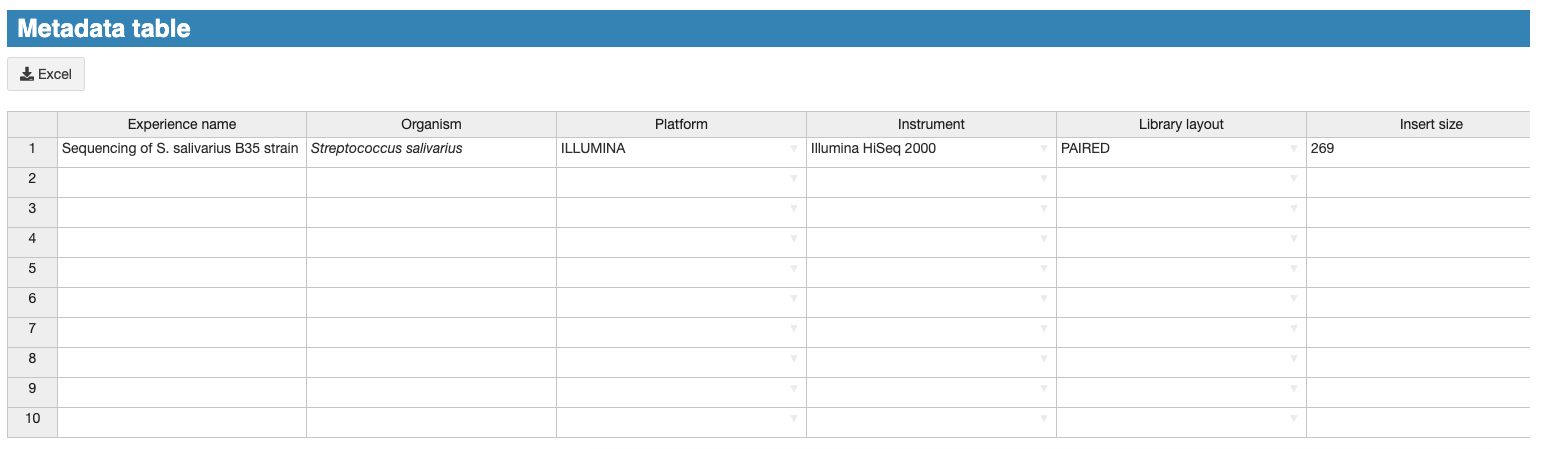 Metadata table
Excel
Experience name Organism Platform Instrument Library layout Insert size
1 Sequencing of S. salivarius B35 strain Streptococcus salivarius ILLUMINA Illumina HiSeq 2000 PAIRED 269
2
3
4
5
6
7
8
9
10